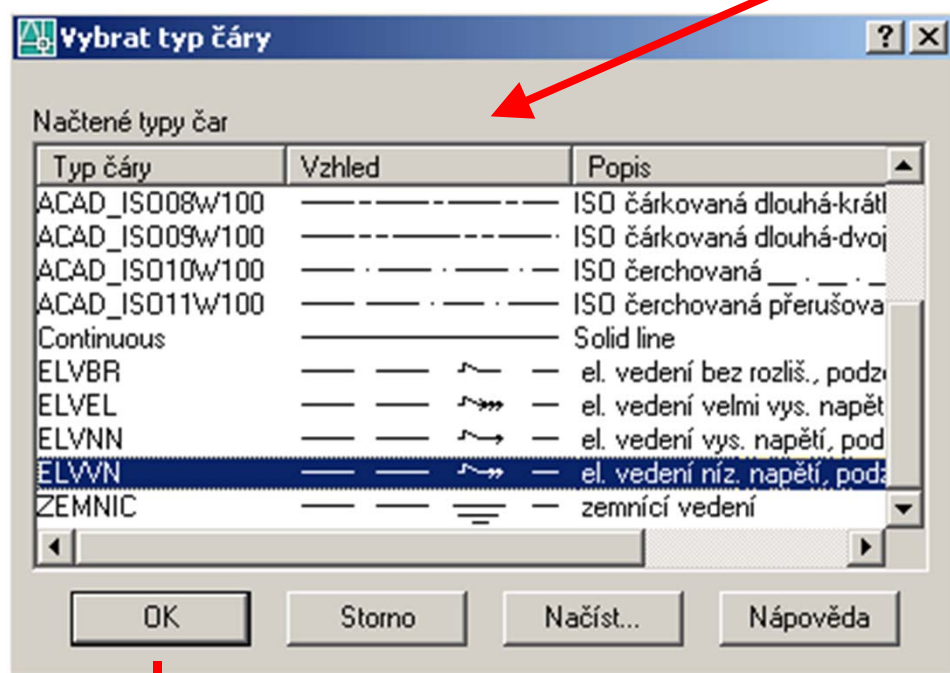 Vybrat typ čáry
Načtené typy čar
Typ čáry Vzhled Popis
ACAD_ISO08W100 ISO čárkovaná dlouhá-krátl
ACAD_ISO09W100 ISO čárkovaná dlouhá-dvoj
ACAD_ISO10W100 ISO čerchovaná __ . __ . _
ACAD_ISO11W100 ISO čerchovaná přerušova
Continuous Solid line
ELVBR el. vedení bez rozliš., podz
ELVEL el. vedení velmi vys. napět
ELVNN el. vedení vys. napětí, pod
ELVVN el. vedení níz. napětí, podz
ZEMNIC zemnící vedení
OK Storno Načíst... Nápověda